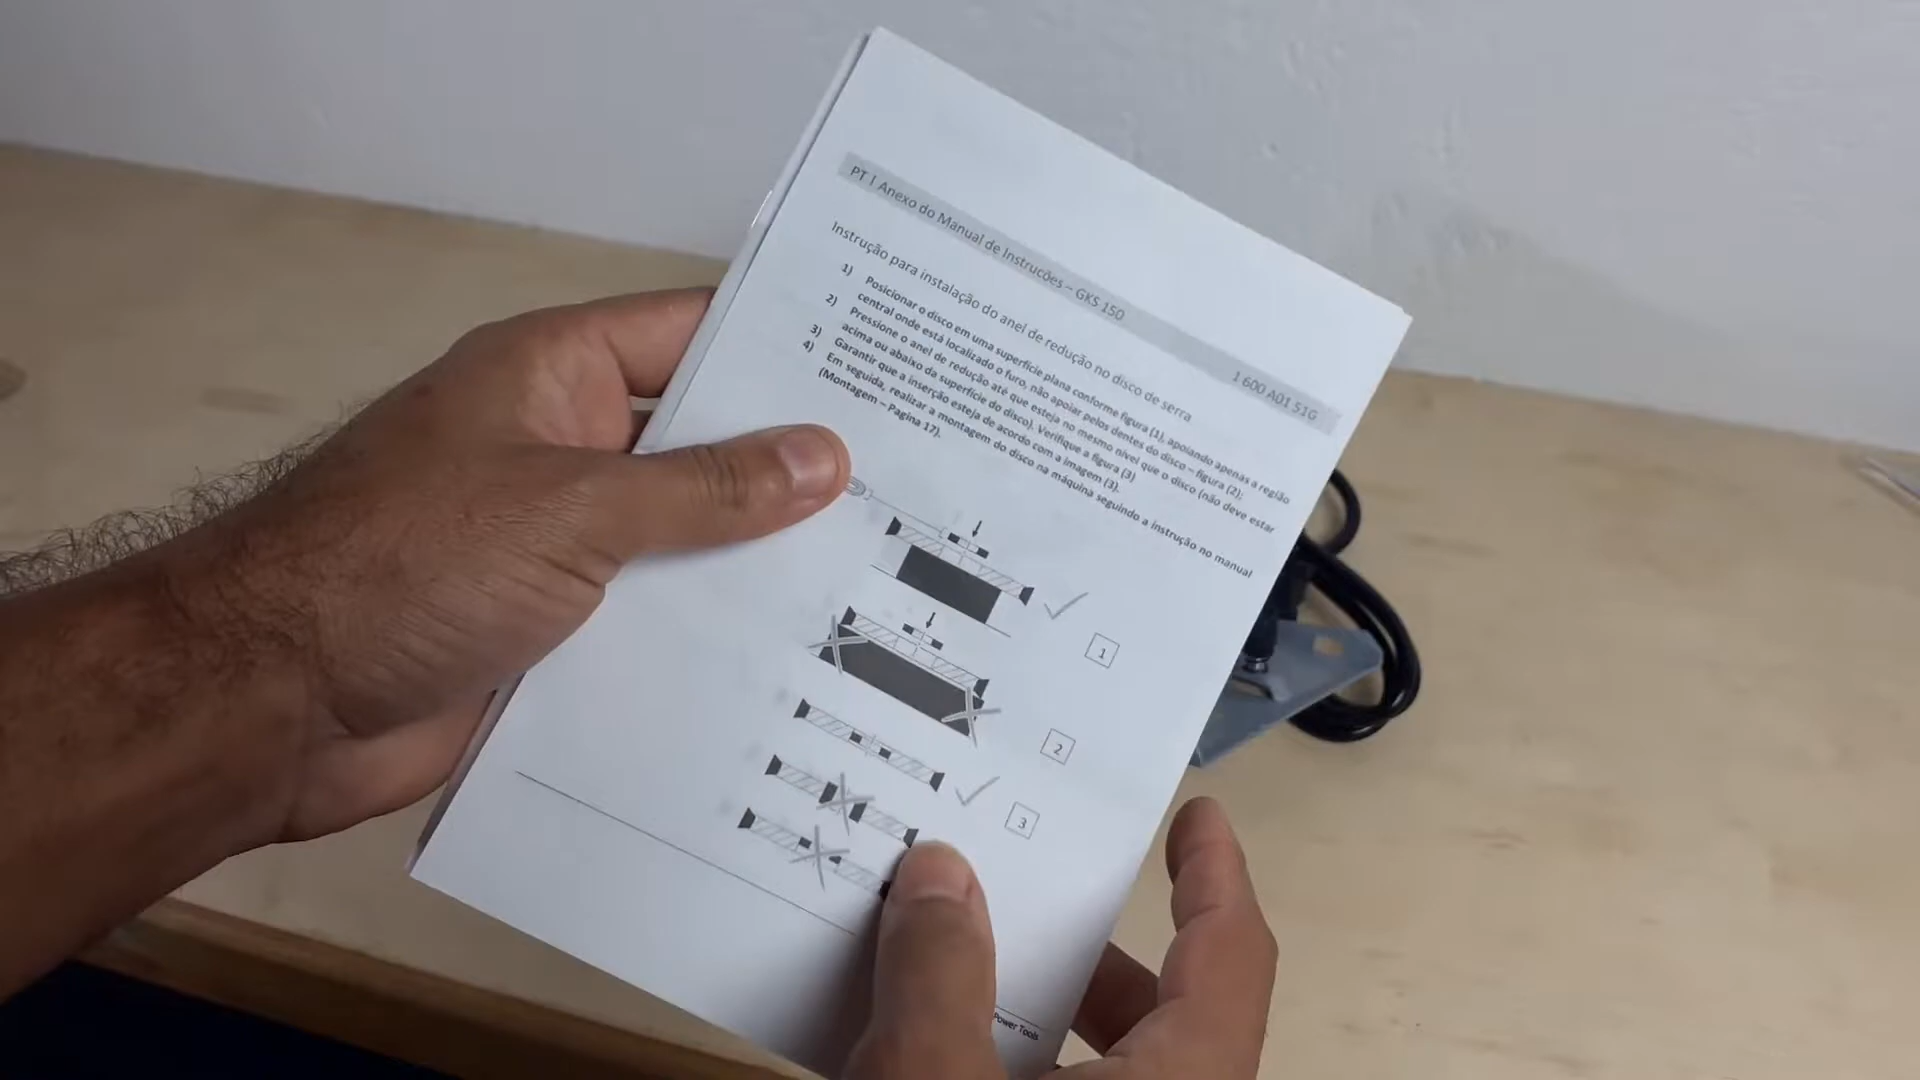 PT | Anexo do Manual de Instrucões – GKS 150 1 600 A01 S1G
Instrução para instalação do anel de redução no disco de serra
1) Posicionar o disco em uma superfície plana conforme figura (1), apoiando apenas a região
central onde está localizado o furo, não apoiar pelos dentes do disco – figura (2);
2) Pressione o anel de redução até que esteja no mesmo nível que o disco (não deve estar
acima ou abaixo da superfície do disco). Verifique a figura (3)
3) Garantir que a inserção esteja de acordo com a imagem (3).
4) Em seguida, realizar a montagem do disco na máquina seguindo a instrução no manual
(Montagem – Pagina 17).
1
2
3
Power Tools